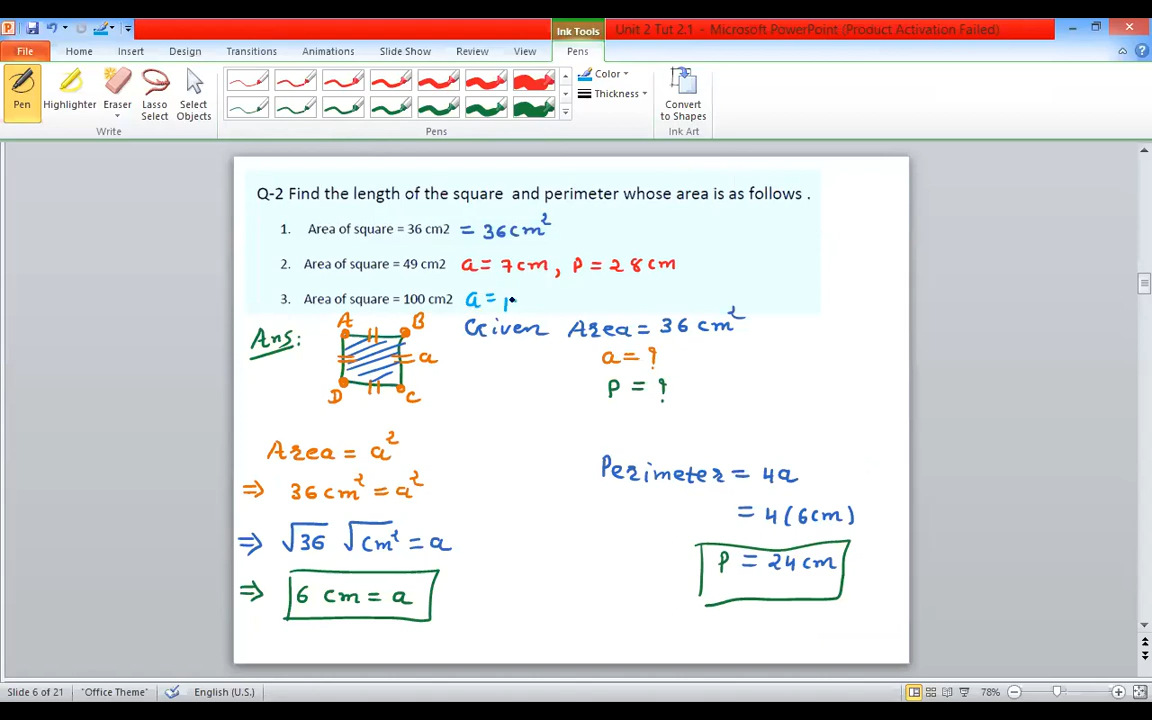 Ink Tools
Unit 2 Tut 2.1 - Microsoft PowerPoint (Product Activation Failed)
File Home Insert Design Transitions Animations Slide Show Review View Pens
Pen Highlighter Eraser Lasso Select Select Objects
Color
Thickness
Convert to Shapes
Write Pens Ink Art
Q-2 Find the length of the square and perimeter whose area is as follows .
1. Area of square = 36 cm2 = 36cm²
2. Area of square = 49 cm2 a = 7cm, P = 28cm
3. Area of square = 100 cm2 a =
Ans: A B Given Area = 36 cm²
a a = ?
D C P = ?
Area = a²
⇒ 36cm² = a² Perimeter = 4a
= 4(6cm)
⇒ √36 √cm² = a
P = 24cm
⇒ 6 cm = a
Slide 6 of 21 "Office Theme" English (U.S.) 78%